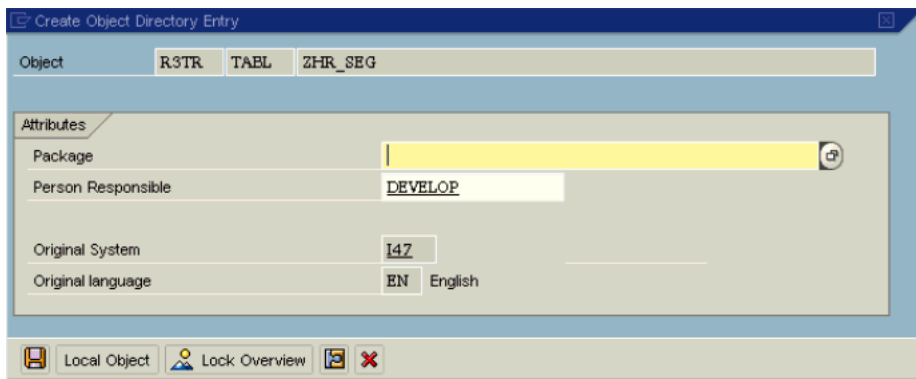 Create Object Directory Entry
Object R3TR TABL ZHR_SEG
Attributes
Package
Person Responsible DEVELOP
Original System I47
Original language EN English
Local Object Lock Overview